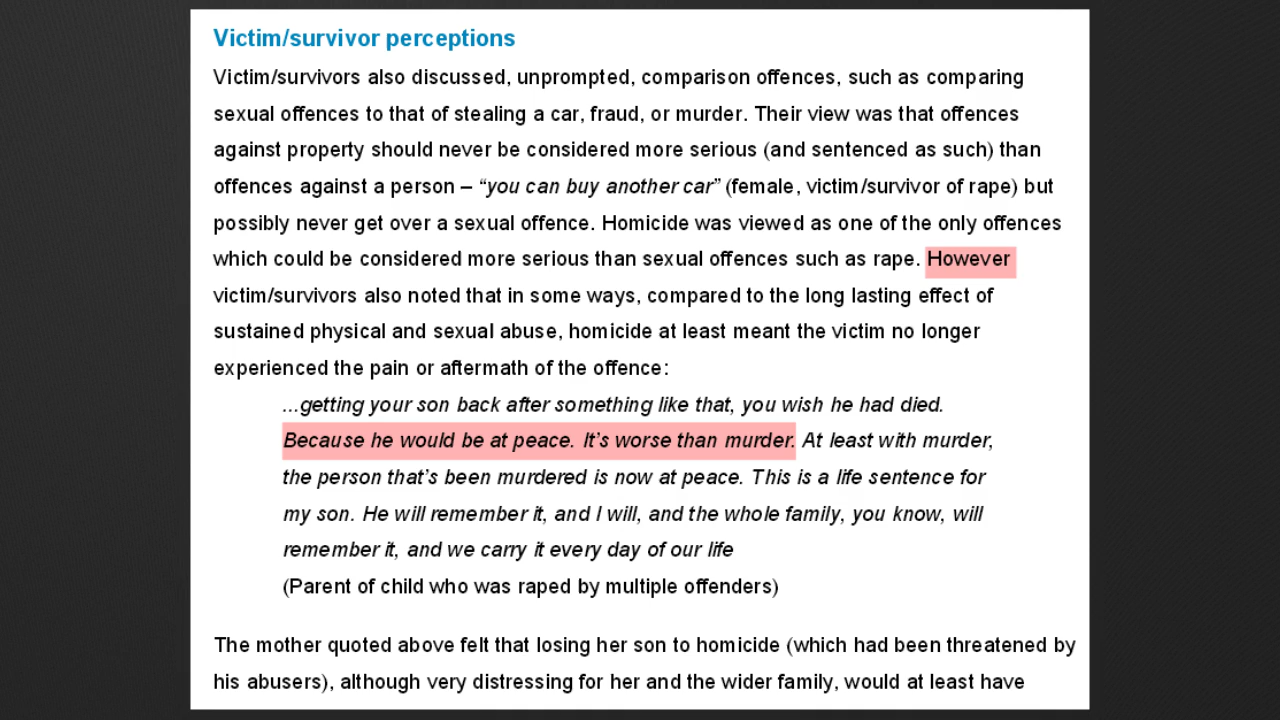 Victim/survivor perceptions
Victim/survivors also discussed, unprompted, comparison offences, such as comparing
sexual offences to that of stealing a car, fraud, or murder. Their view was that offences
against property should never be considered more serious (and sentenced as such) than
offences against a person – “you can buy another car” (female, victim/survivor of rape) but
possibly never get over a sexual offence. Homicide was viewed as one of the only offences
which could be considered more serious than sexual offences such as rape. However
victim/survivors also noted that in some ways, compared to the long lasting effect of
sustained physical and sexual abuse, homicide at least meant the victim no longer
experienced the pain or aftermath of the offence:
...getting your son back after something like that, you wish he had died.
Because he would be at peace. It’s worse than murder. At least with murder,
the person that’s been murdered is now at peace. This is a life sentence for
my son. He will remember it, and I will, and the whole family, you know, will
remember it, and we carry it every day of our life
(Parent of child who was raped by multiple offenders)
The mother quoted above felt that losing her son to homicide (which had been threatened by
his abusers), although very distressing for her and the wider family, would at least have